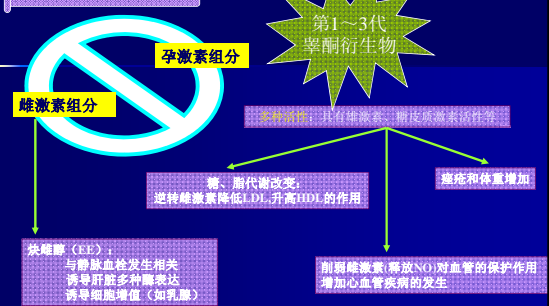 第1～3代
睾酮衍生物
孕激素组分
雌激素组分
多种活性：具有雄激素、糖皮质激素活性等
糖、脂代谢改变：
逆转雌激素降低LDL,升高HDL的作用
痤疮和体重增加
炔雌醇（EE）：
与静脉血栓发生相关
诱导肝脏多种酶表达
诱导细胞增值（如乳腺）
削弱雌激素(释放NO)对血管的保护作用
增加心血管疾病的发生